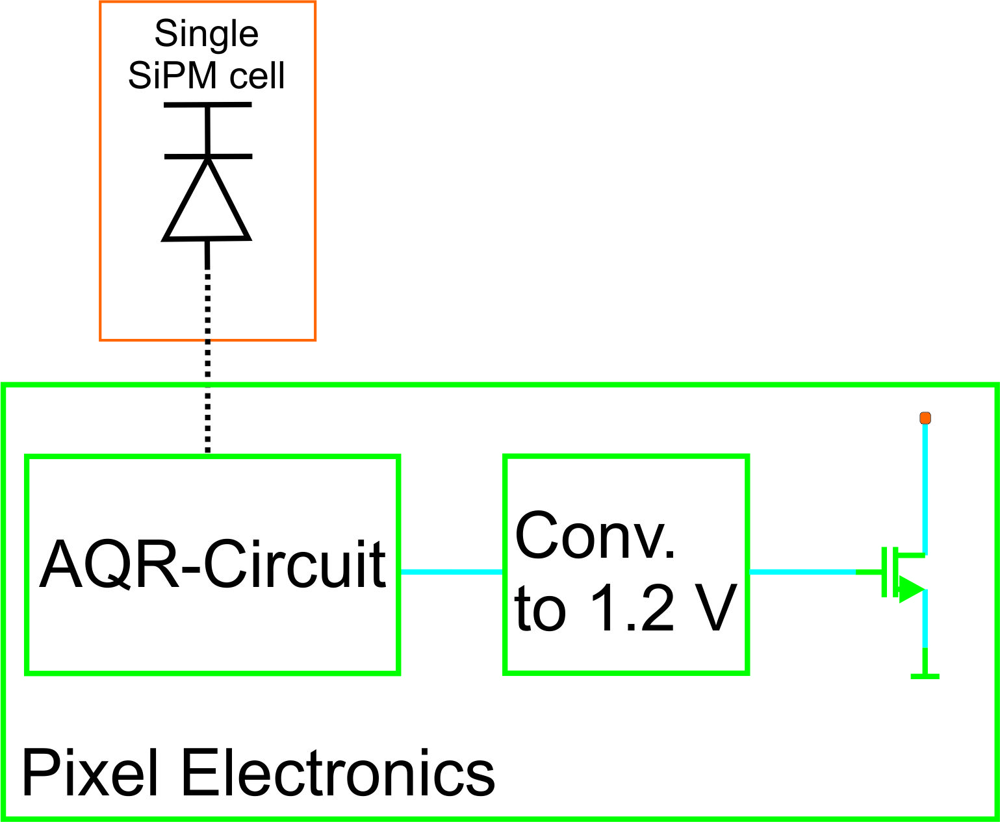 Single
SiPM cell
AQR-Circuit
Conv.
to 1.2 V
Pixel Electronics